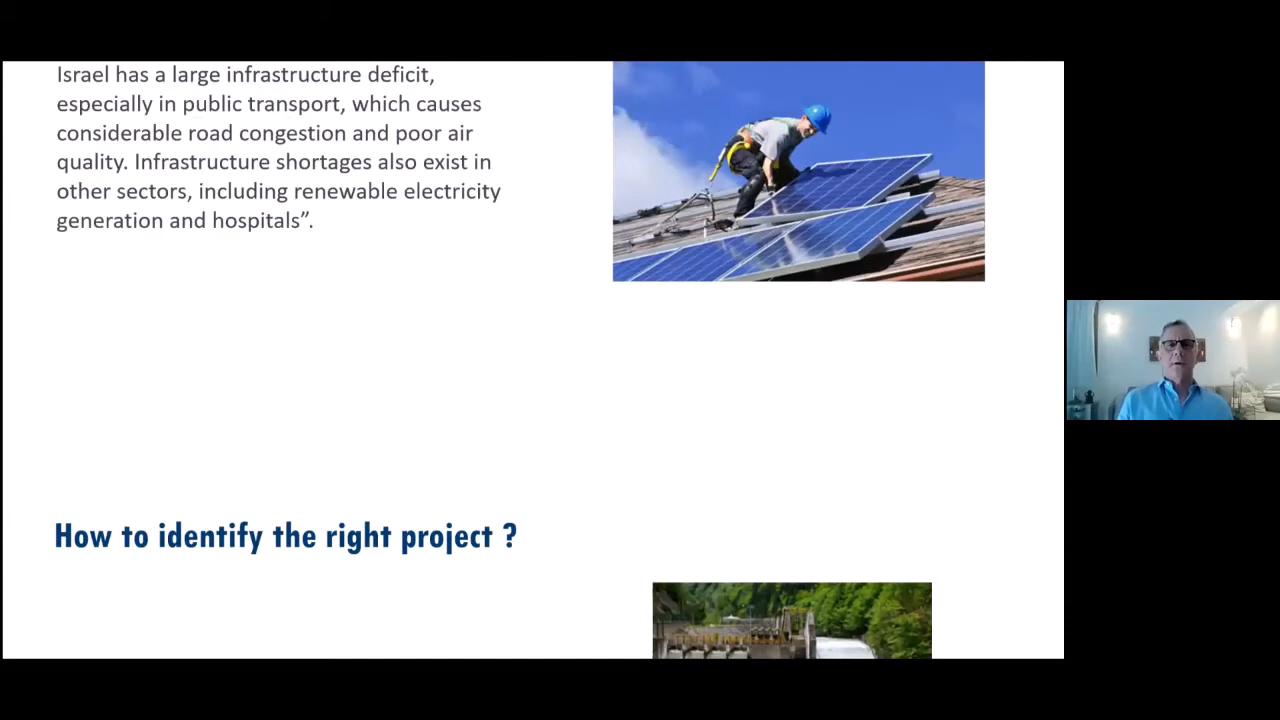 Israel has a large infrastructure deficit,
especially in public transport, which causes
considerable road congestion and poor air
quality. Infrastructure shortages also exist in
other sectors, including renewable electricity
generation and hospitals”.
How to identify the right project ?